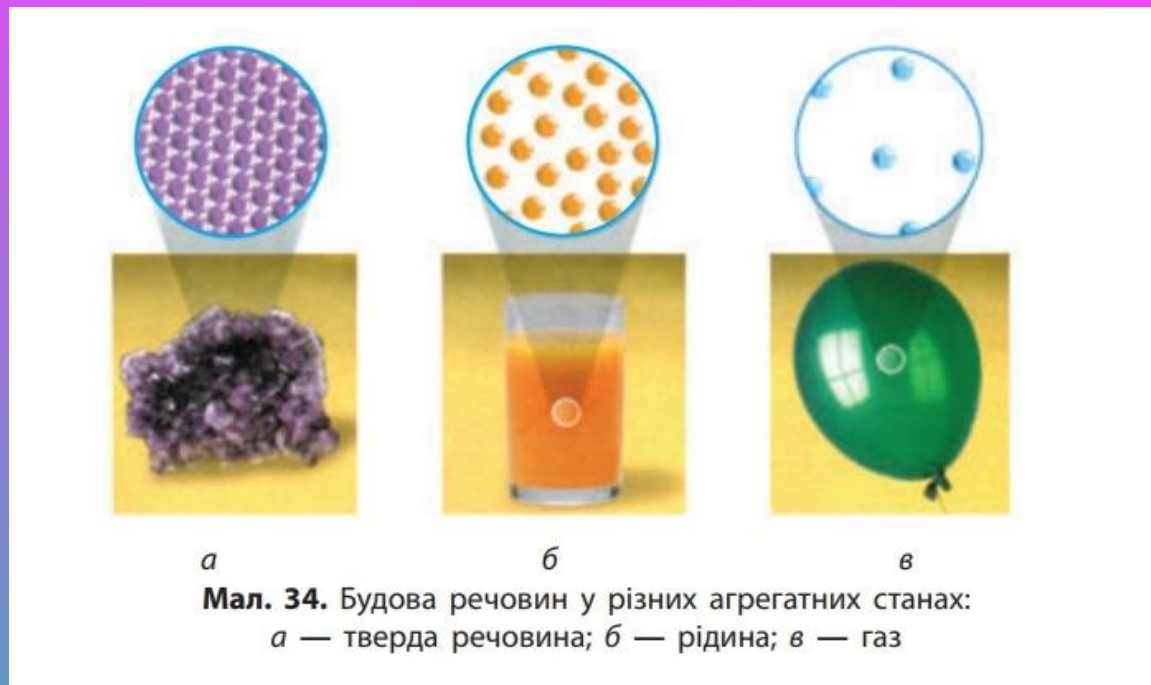 а б в
Мал. 34. Будова речовин у різних агрегатних станах:
а — тверда речовина; б — рідина; в — газ